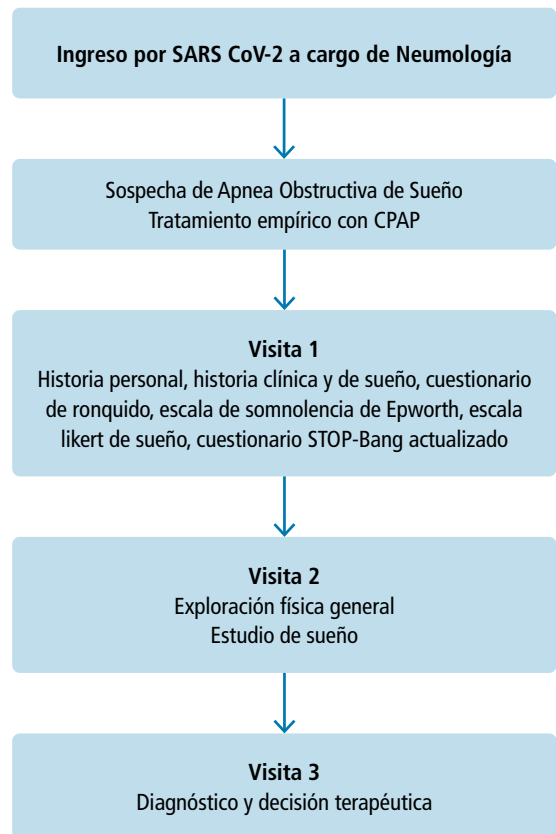 Ingreso por SARS CoV-2 a cargo de Neumología
Sospecha de Apnea Obstructiva de Sueño
Tratamiento empírico con CPAP
Visita 1
Historia personal, historia clínica y de sueño, cuestionario
de ronquido, escala de somnolencia de Epworth, escala
likert de sueño, cuestionario STOP-Bang actualizado
Visita 2
Exploración física general
Estudio de sueño
Visita 3
Diagnóstico y decisión terapéutica